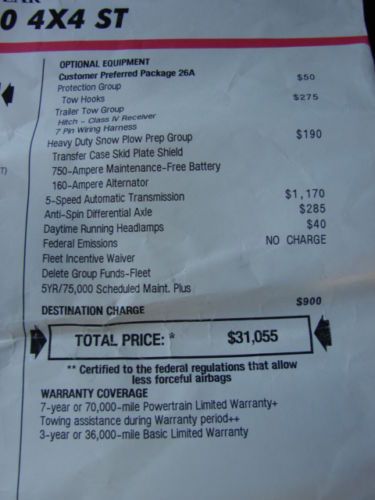 0 4X4 ST
OPTIONAL EQUIPMENT
Customer Preferred Package 26A
Protection Group $50
Tow Hooks
Trailer Tow Group $275
Hitch - Class IV Receiver
7 Pin Wiring Harness
Heavy Duty Snow Plow Prep Group $190
Transfer Case Skid Plate Shield
750-Ampere Maintenance-Free Battery
160-Ampere Alternator
5-Speed Automatic Transmission $1,170
Anti-Spin Differential Axle $285
Daytime Running Headlamps $40
Federal Emissions NO CHARGE
Fleet Incentive Waiver
Delete Group Funds-Fleet
5YR/75,000 Scheduled Maint. Plus
DESTINATION CHARGE $900
TOTAL PRICE: * $31,055
** Certified to the federal regulations that allow
less forceful airbags
WARRANTY COVERAGE
7-year or 70,000-mile Powertrain Limited Warranty+
Towing assistance during Warranty period++
3-year or 36,000-mile Basic Limited Warranty